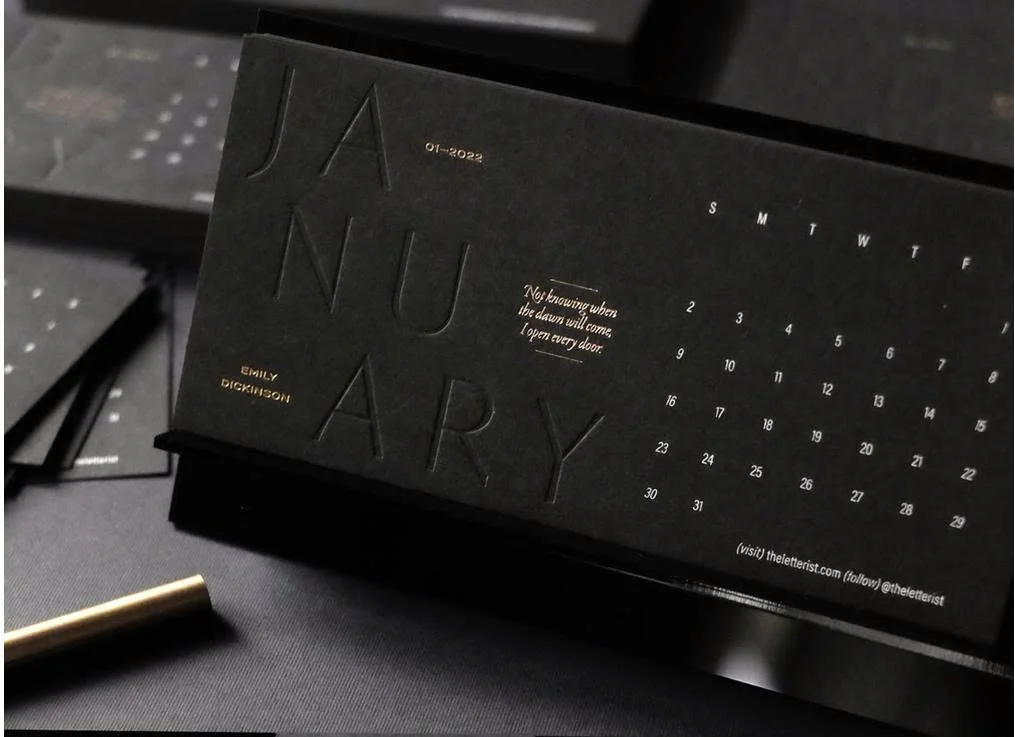 JA
01—2022
NU
ARY
Not knowing when
the dawn will come,
I open every door.
EMILY
DICKINSON
S M T W T F
1
2 3 4 5 6 7 8
9 10 11 12 13 14 15
16 17 18 19 20 21 22
23 24 25 26 27 28 29
30 31
(visit) theletterist.com (follow) @theletterist